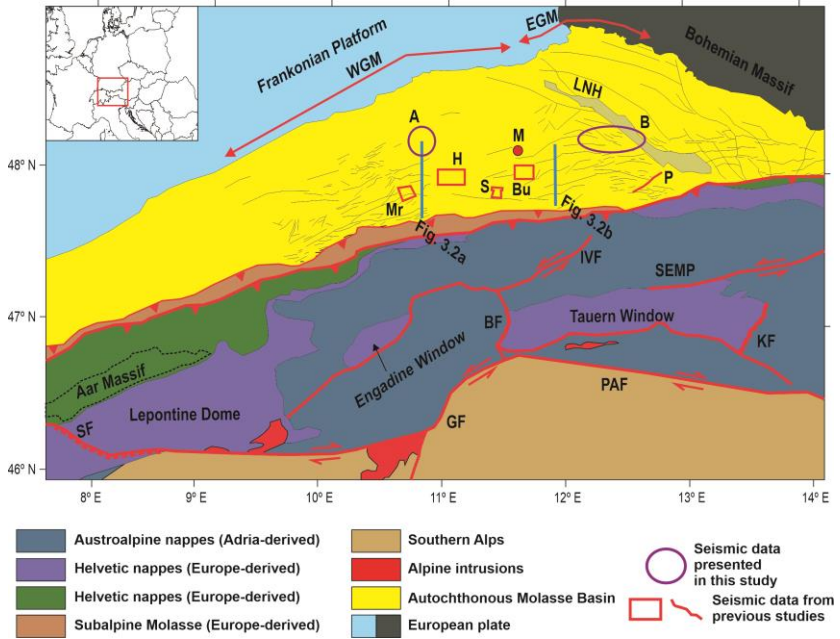 EGM
Bohemian Massif
Frankonian Platform
WGM
LNH
A
B
M
48° N
H
P
S
Bu
Mr
Fig. 3.2a
Fig. 3.2b
IVF
SEMP
47° N
BF
Tauern Window
KF
Engadine Window
Aar Massif
PAF
Lepontine Dome
SF
GF
46° N
8° E
9° E
10° E
11° E
12° E
13° E
14° E
Austroalpine nappes (Adria-derived)
Helvetic nappes (Europe-derived)
Helvetic nappes (Europe-derived)
Subalpine Molasse (Europe-derived)
Southern Alps
Alpine intrusions
Autochthonous Molasse Basin
European plate
Seismic data
presented
in this study
Seismic data from
previous studies